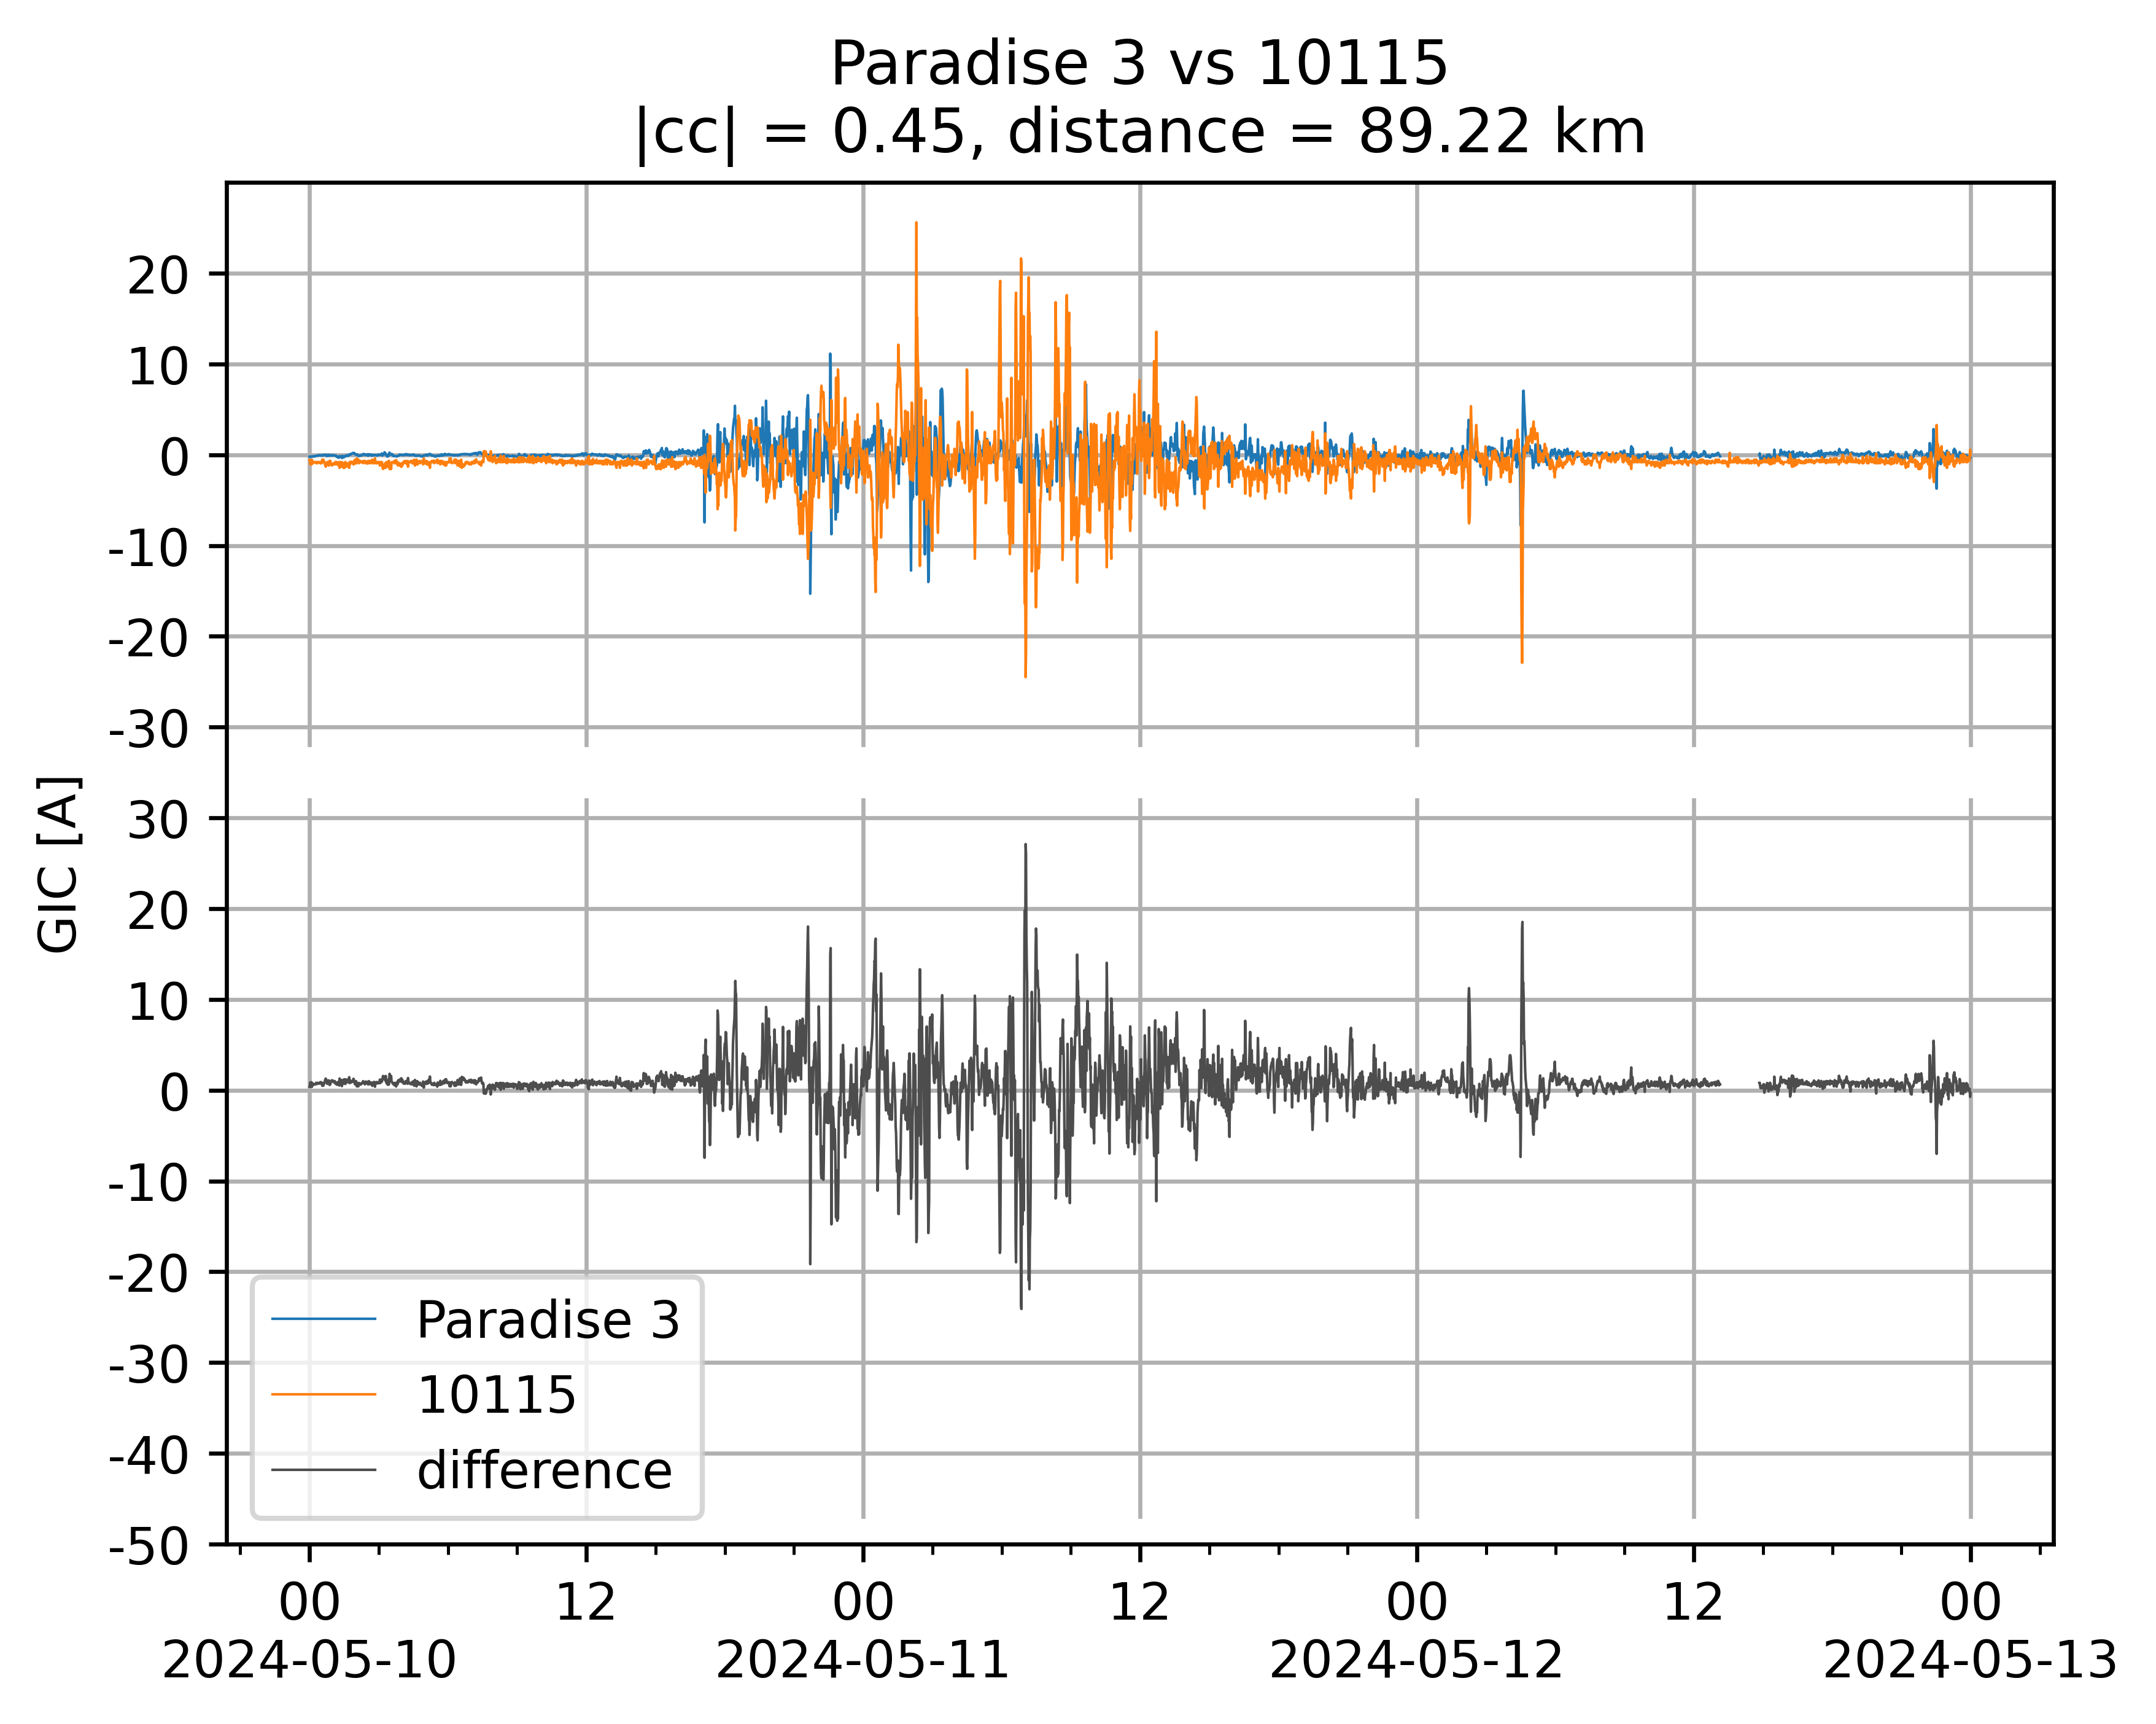 Paradise 3 vs 10115
|cc| = 0.45, distance = 89.22 km
GIC [A]
20
10
0
-10
-20
-30
30
20
10
0
-10
-20
-30
-40
-50
Paradise 3
10115
difference
00 12 00 12 00 12 00
2024-05-10 2024-05-11 2024-05-12 2024-05-13